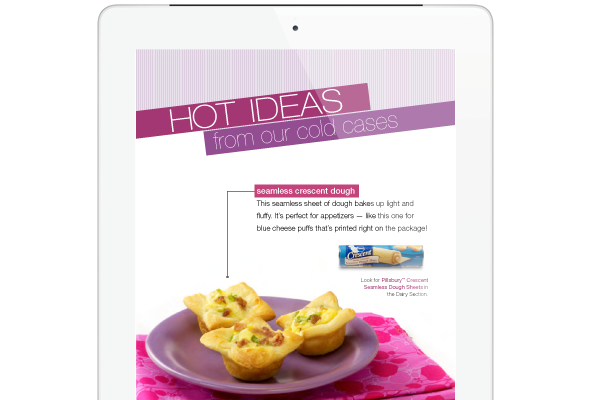 HOT IDEAS
from our cold cases
seamless crescent dough
This seamless sheet of dough bakes up light and
fluffy. It's perfect for appetizers — like this one for
blue cheese puffs that's printed right on the package!
Crescent
Look for Pillsbury™ Crescent
Seamless Dough Sheets in
the Dairy Section.